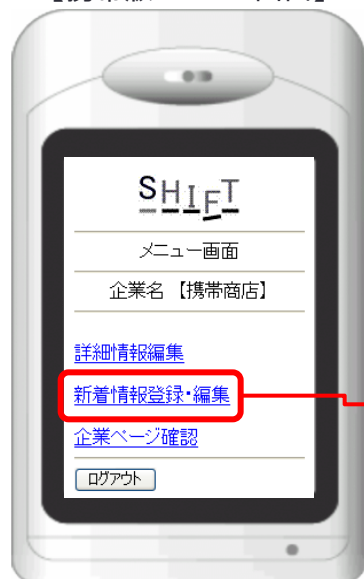 SHIFT
メニュー画面
企業名 【携帯商店】
詳細情報編集
新着情報登録・編集
企業ページ確認
ログアウト